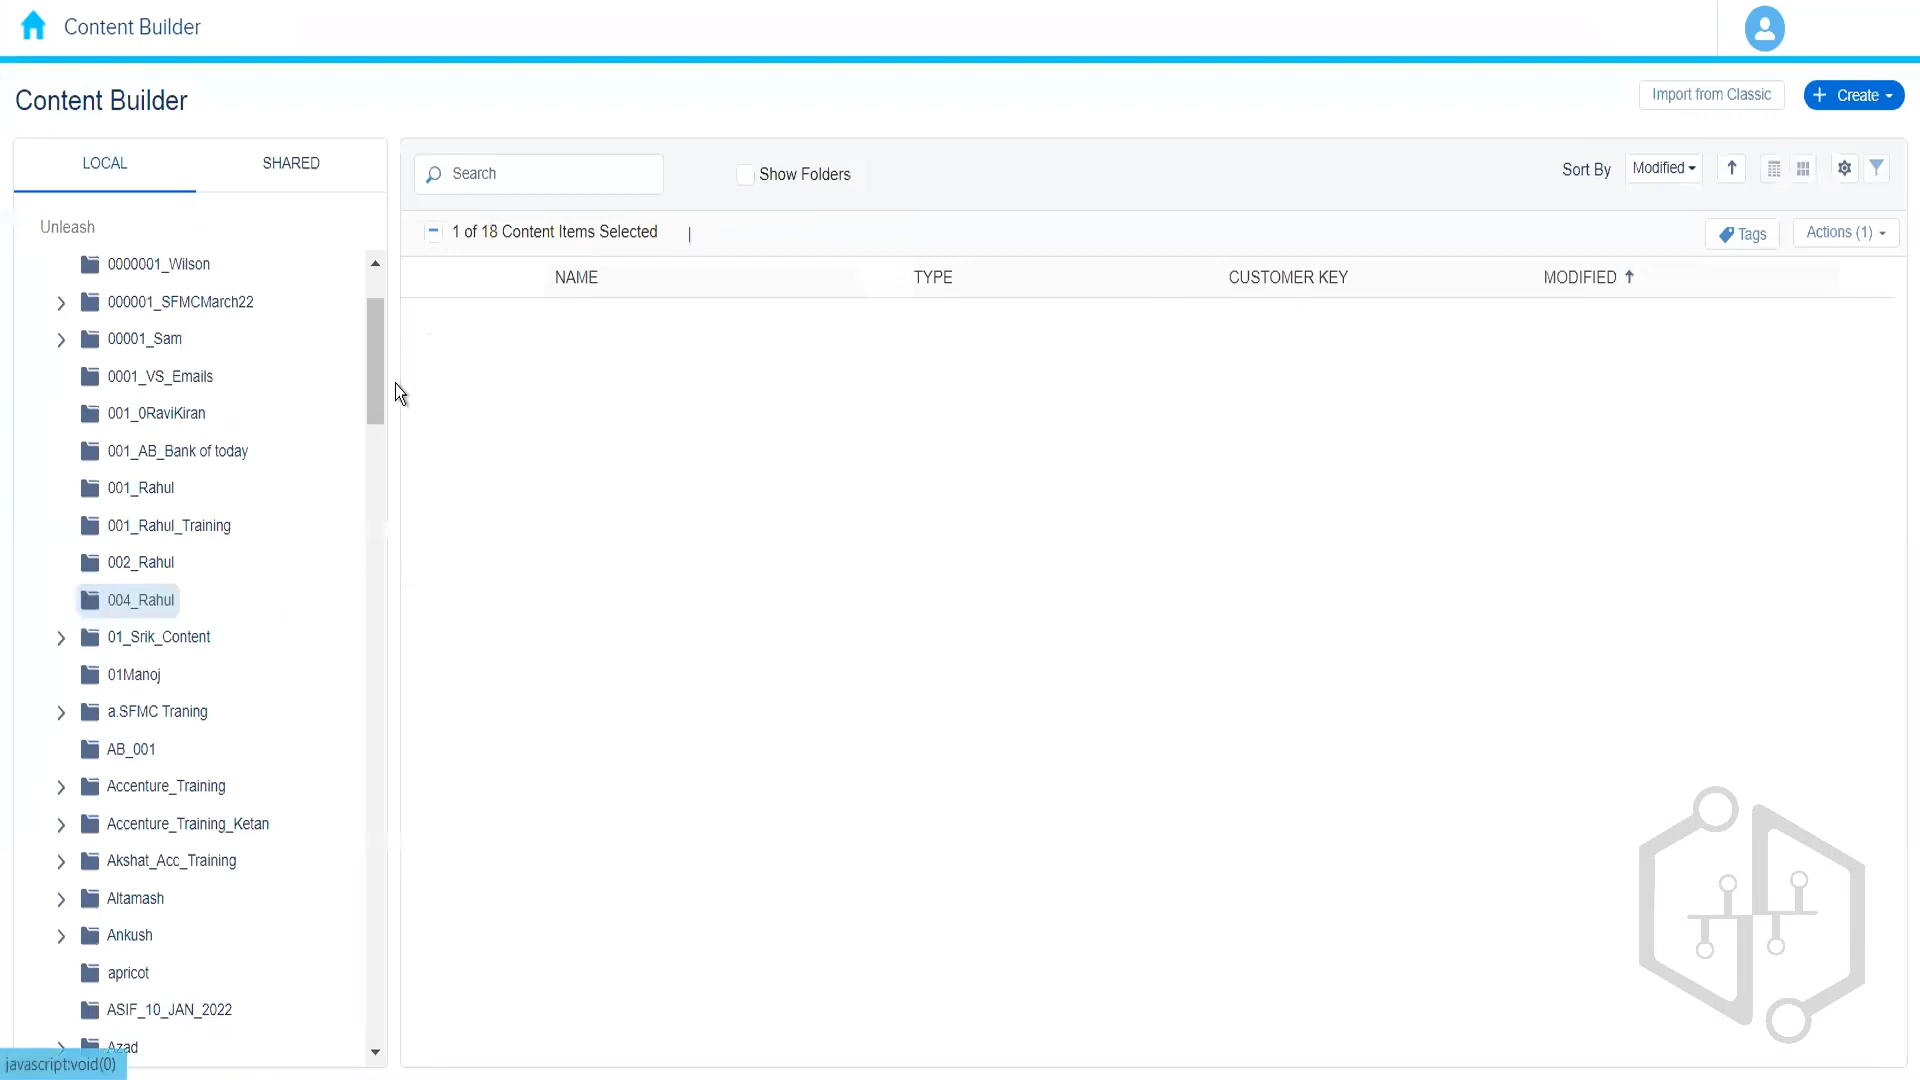 Content Builder
Content Builder
Import from Classic
Create
LOCAL
SHARED
Search
Show Folders
Sort By
Modified
Unleash
1 of 18 Content Items Selected
Tags
Actions (1)
NAME
TYPE
CUSTOMER KEY
MODIFIED
0000001_Wilson
000001_SFMCMarch22
00001_Sam
0001_VS_Emails
001_0RaviKiran
001_AB_Bank of today
001_Rahul
001_Rahul_Training
002_Rahul
004_Rahul
01_Srik_Content
01Manoj
a.SFMC Traning
AB_001
Accenture_Training
Accenture_Training_Ketan
Akshat_Acc_Training
Altamash
Ankush
apricot
ASIF_10_JAN_2022
Azad
javascript:void(0)